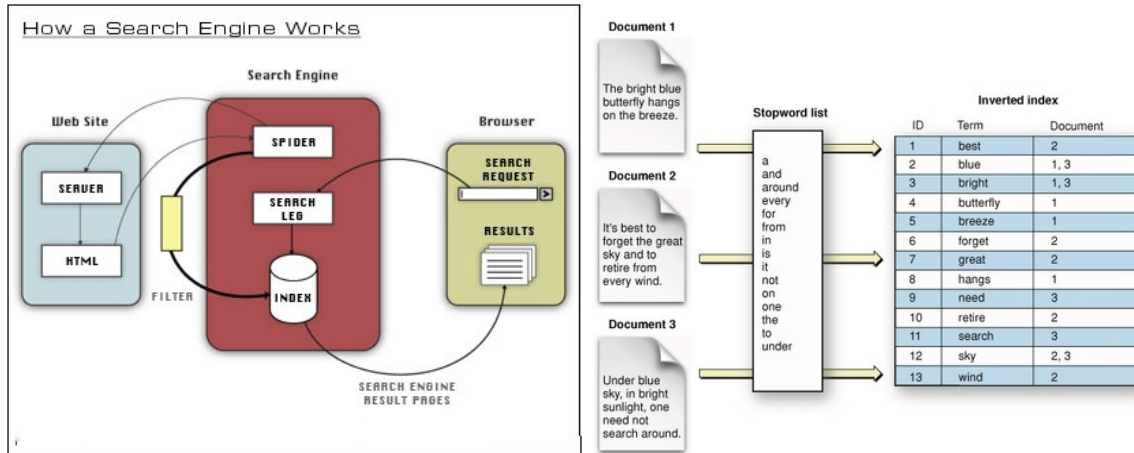 How a Search Engine Works
Search Engine
Web Site
Browser
SPIDER
SEARCH
REQUEST
SERVER
SEARCH
LEG
>
RESULTS
HTML
INDEX
FILTER
SEARCH ENGINE
RESULT PAGES
Document 1
The bright blue
butterfly hangs
on the breeze.
Document 2
It's best to
forget the great
sky and to
retire from
every wind.
Document 3
Under blue
sky, in bright
sunlight, one
need not
search around.
Stopword list
a
and
around
every
for
from
in
is
it
not
on
one
the
to
under
Inverted index
ID Term Document
1 best 2
2 blue 1, 3
3 bright 1, 3
4 butterfly 1
5 breeze 1
6 forget 2
7 great 2
8 hangs 1
9 need 3
10 retire 2
11 search 3
12 sky 2, 3
13 wind 2